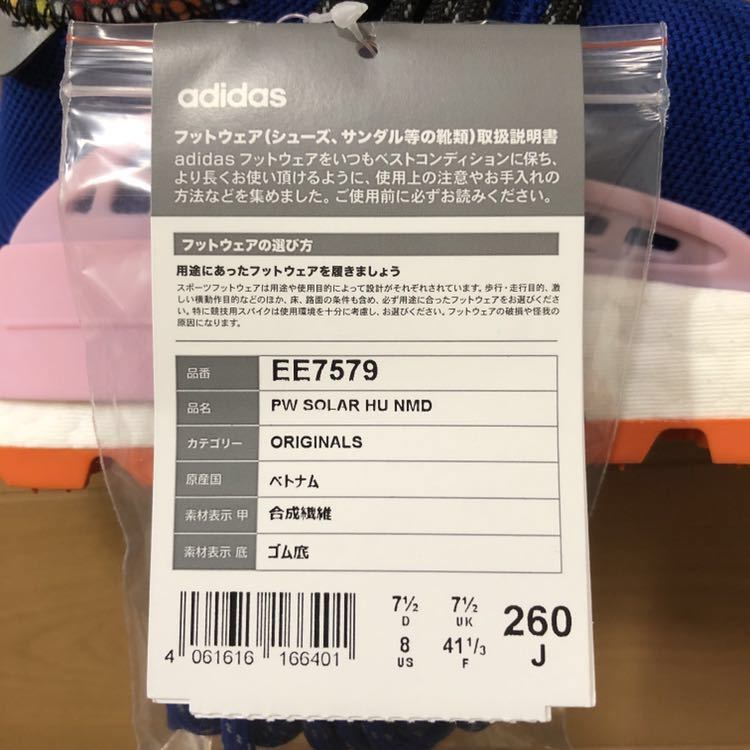 adidas
フットウェア(シューズ、サンダル等の靴類)取扱説明書
adidas フットウェアをいつもベストコンディションに保ち、
より長くお使い頂けるように、使用上の注意やお手入れの
方法などを集めました。ご使用前に必ずお読みください。
フットウェアの選び方
用途にあったフットウェアを履きましょう
スポーツフットウェアは用途や使用目的によって設計がそれぞれされています。歩行・走行目的、激
しい横動作目的などのほか、床、路面の条件も含め、必ず用途に合ったフットウェアをお選びくださ
い。特に競技用スパイクは使用環境を十分に考慮し、お選びください。フットウェアの破損や怪我の
原因になります。
品番 EE7579
品名 PW SOLAR HU NMD
カテゴリー ORIGINALS
原産国 ベトナム
素材表示 甲 合成繊維
素材表示 底 ゴム底
7½ 7½ 260
D UK J
8 41 1/3
US F
4 061616 166401